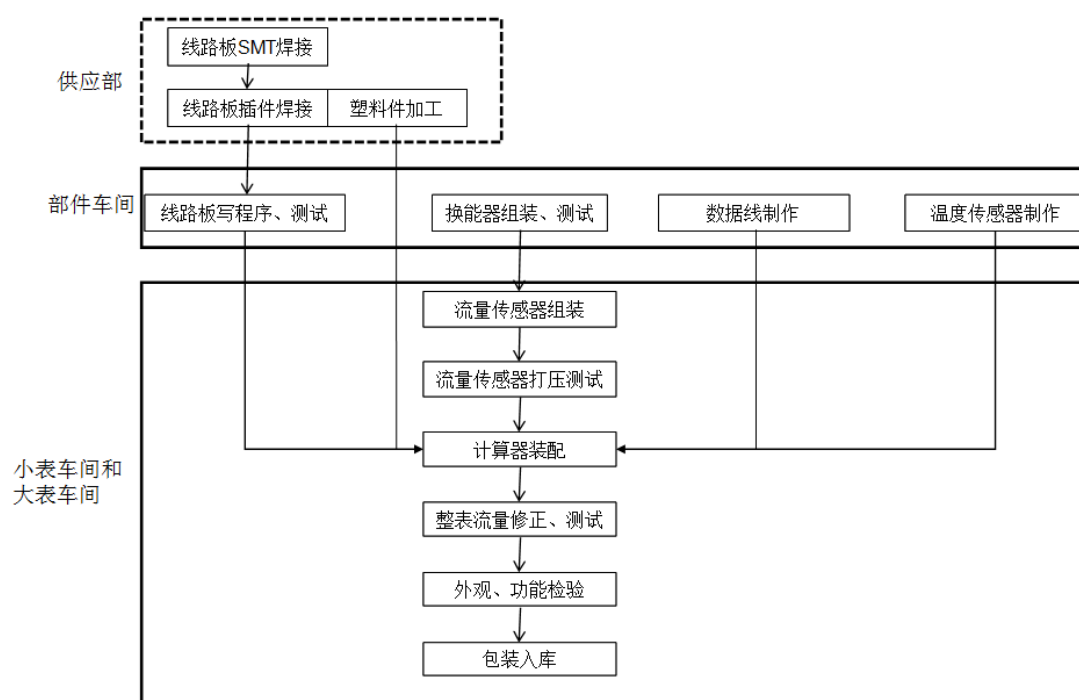 线路板SMT焊接
供应部
线路板插件焊接
塑料件加工
部件车间
线路板写程序、测试
换能器组装、测试
数据线制作
温度传感器制作
流量传感器组装
流量传感器打压测试
计算器装配
小表车间和
大表车间
整表流量修正、测试
外观、功能检验
包装入库